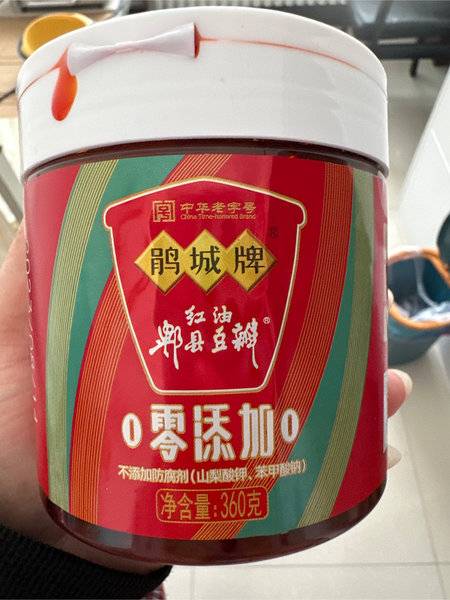 中华老字号
China Time-honored Brand
鹃城牌®
红油
郫县豆瓣®
0零添加0
不添加防腐剂(山梨酸钾、苯甲酸钠)
净含量:360克